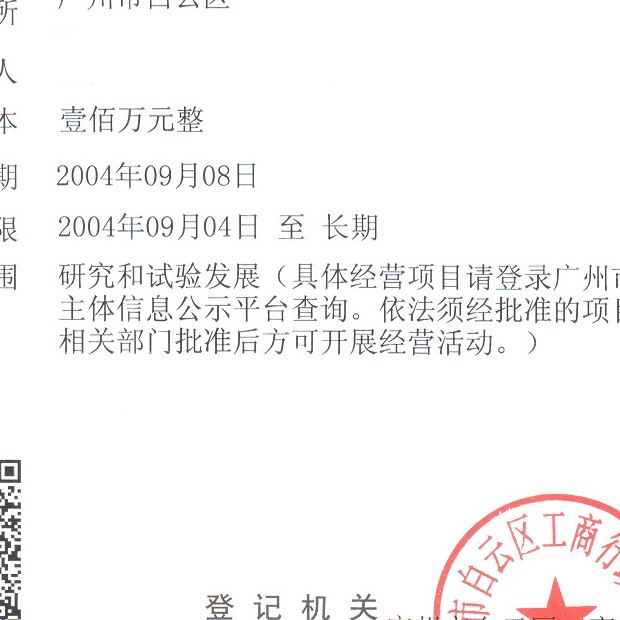 所 广州市白云区
人
本 壹佰万元整
期 2004年09月08日
限 2004年09月04日 至 长期
围 研究和试验发展（具体经营项目请登录广州市
主体信息公示平台查询。依法须经批准的项目
相关部门批准后方可开展经营活动。）
市白云区工商行
登记机关